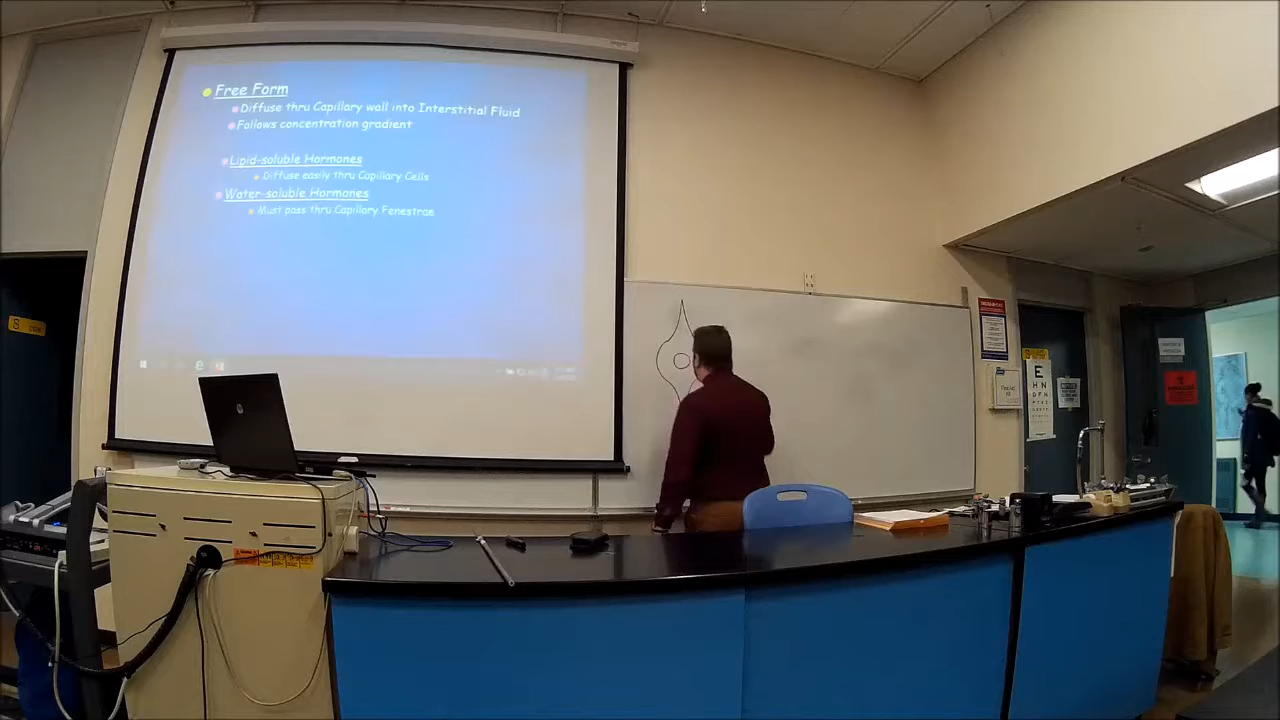 Free Form
Diffuse thru Capillary wall into Interstitial Fluid
Follows concentration gradient
Lipid-soluble Hormones
Diffuse easily thru Capillary Cells
Water-soluble Hormones
Must pass thru Capillary Fenestrae
E
H N
D F N